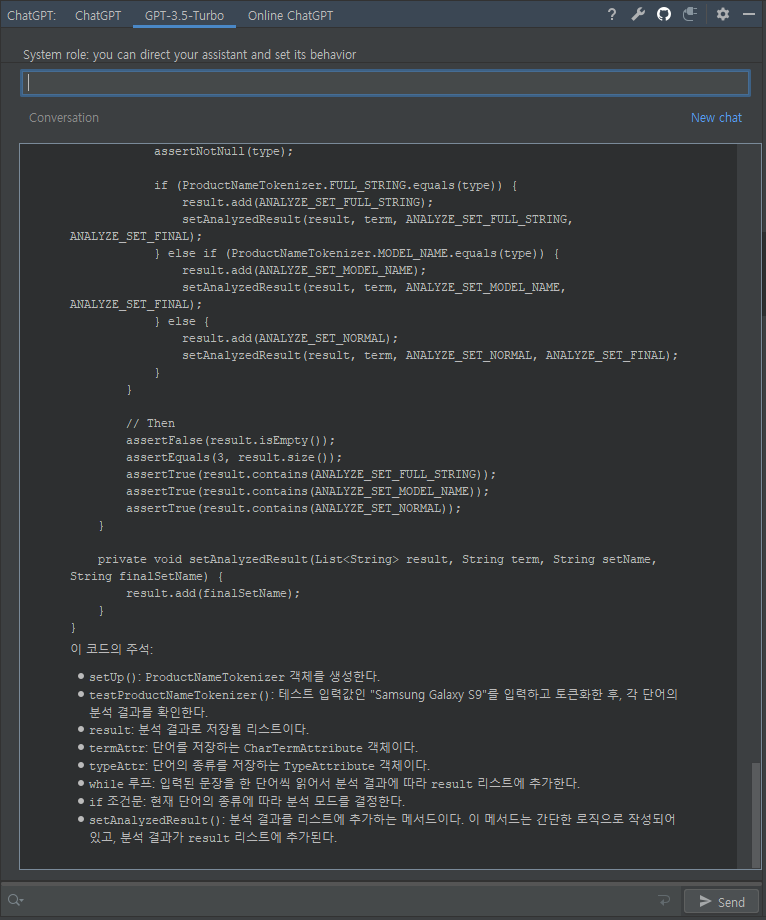 ChatGPT: ChatGPT GPT-3.5-Turbo Online ChatGPT ?
System role: you can direct your assistant and set its behavior
Conversation New chat
assertNotNull(type);
if (ProductNameTokenizer.FULL_STRING.equals(type)) {
result.add(ANALYZE_SET_FULL_STRING);
setAnalyzedResult(result, term, ANALYZE_SET_FULL_STRING,
ANALYZE_SET_FINAL);
} else if (ProductNameTokenizer.MODEL_NAME.equals(type)) {
result.add(ANALYZE_SET_MODEL_NAME);
setAnalyzedResult(result, term, ANALYZE_SET_MODEL_NAME,
ANALYZE_SET_FINAL);
} else {
result.add(ANALYZE_SET_NORMAL);
setAnalyzedResult(result, term, ANALYZE_SET_NORMAL, ANALYZE_SET_FINAL);
}
}
// Then
assertFalse(result.isEmpty());
assertEquals(3, result.size());
assertTrue(result.contains(ANALYZE_SET_FULL_STRING));
assertTrue(result.contains(ANALYZE_SET_MODEL_NAME));
assertTrue(result.contains(ANALYZE_SET_NORMAL));
}
private void setAnalyzedResult(List<String> result, String term, String setName,
String finalSetName) {
result.add(finalSetName);
}
}
이 코드의 주석:
● setUp(): ProductNameTokenizer 객체를 생성한다.
● testProductNameTokenizer(): 테스트 입력값인 "Samsung Galaxy S9"를 입력하고 토큰화한 후, 각 단어의
분석 결과를 확인한다.
● result: 분석 결과로 저장될 리스트이다.
● termAttr: 단어를 저장하는 CharTermAttribute 객체이다.
● typeAttr: 단어의 종류를 저장하는 TypeAttribute 객체이다.
● while 루프: 입력된 문장을 한 단어씩 읽어서 분석 결과에 따라 result 리스트에 추가한다.
● if 조건문: 현재 단어의 종류에 따라 분석 모드를 결정한다.
● setAnalyzedResult(): 분석 결과를 리스트에 추가하는 메서드이다. 이 메서드는 간단한 로직으로 작성되어
있고, 분석 결과가 result 리스트에 추가된다.
Send